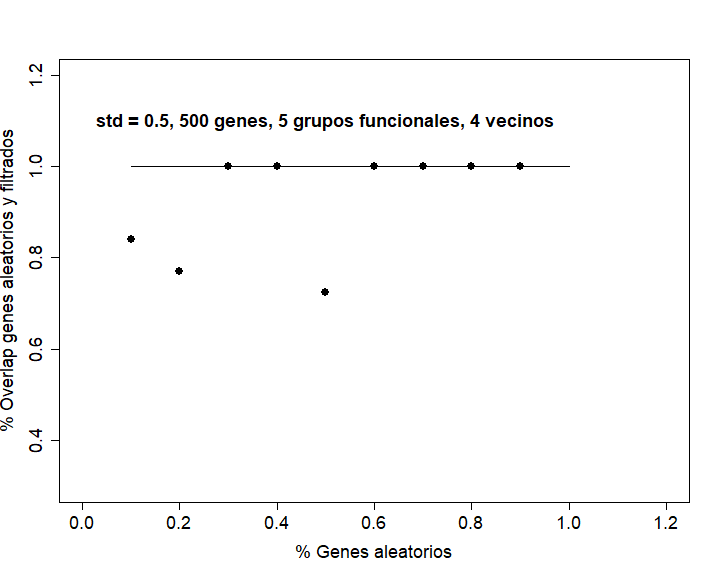 std = 0.5, 500 genes, 5 grupos funcionales, 4 vecinos
% Overlap genes aleatorios y filtrados
1.2
1.0
0.8
0.6
0.4
0.0 0.2 0.4 0.6 0.8 1.0 1.2
% Genes aleatorios